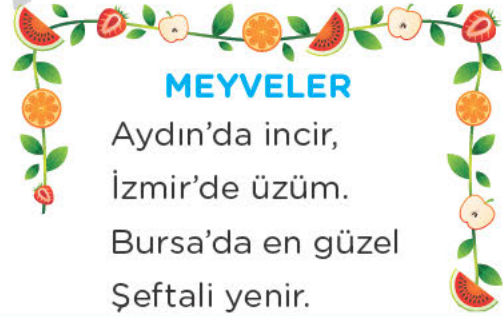 MEYVELER
Aydın’da incir,
İzmir’de üzüm.
Bursa’da en güzel
Şeftali yenir.